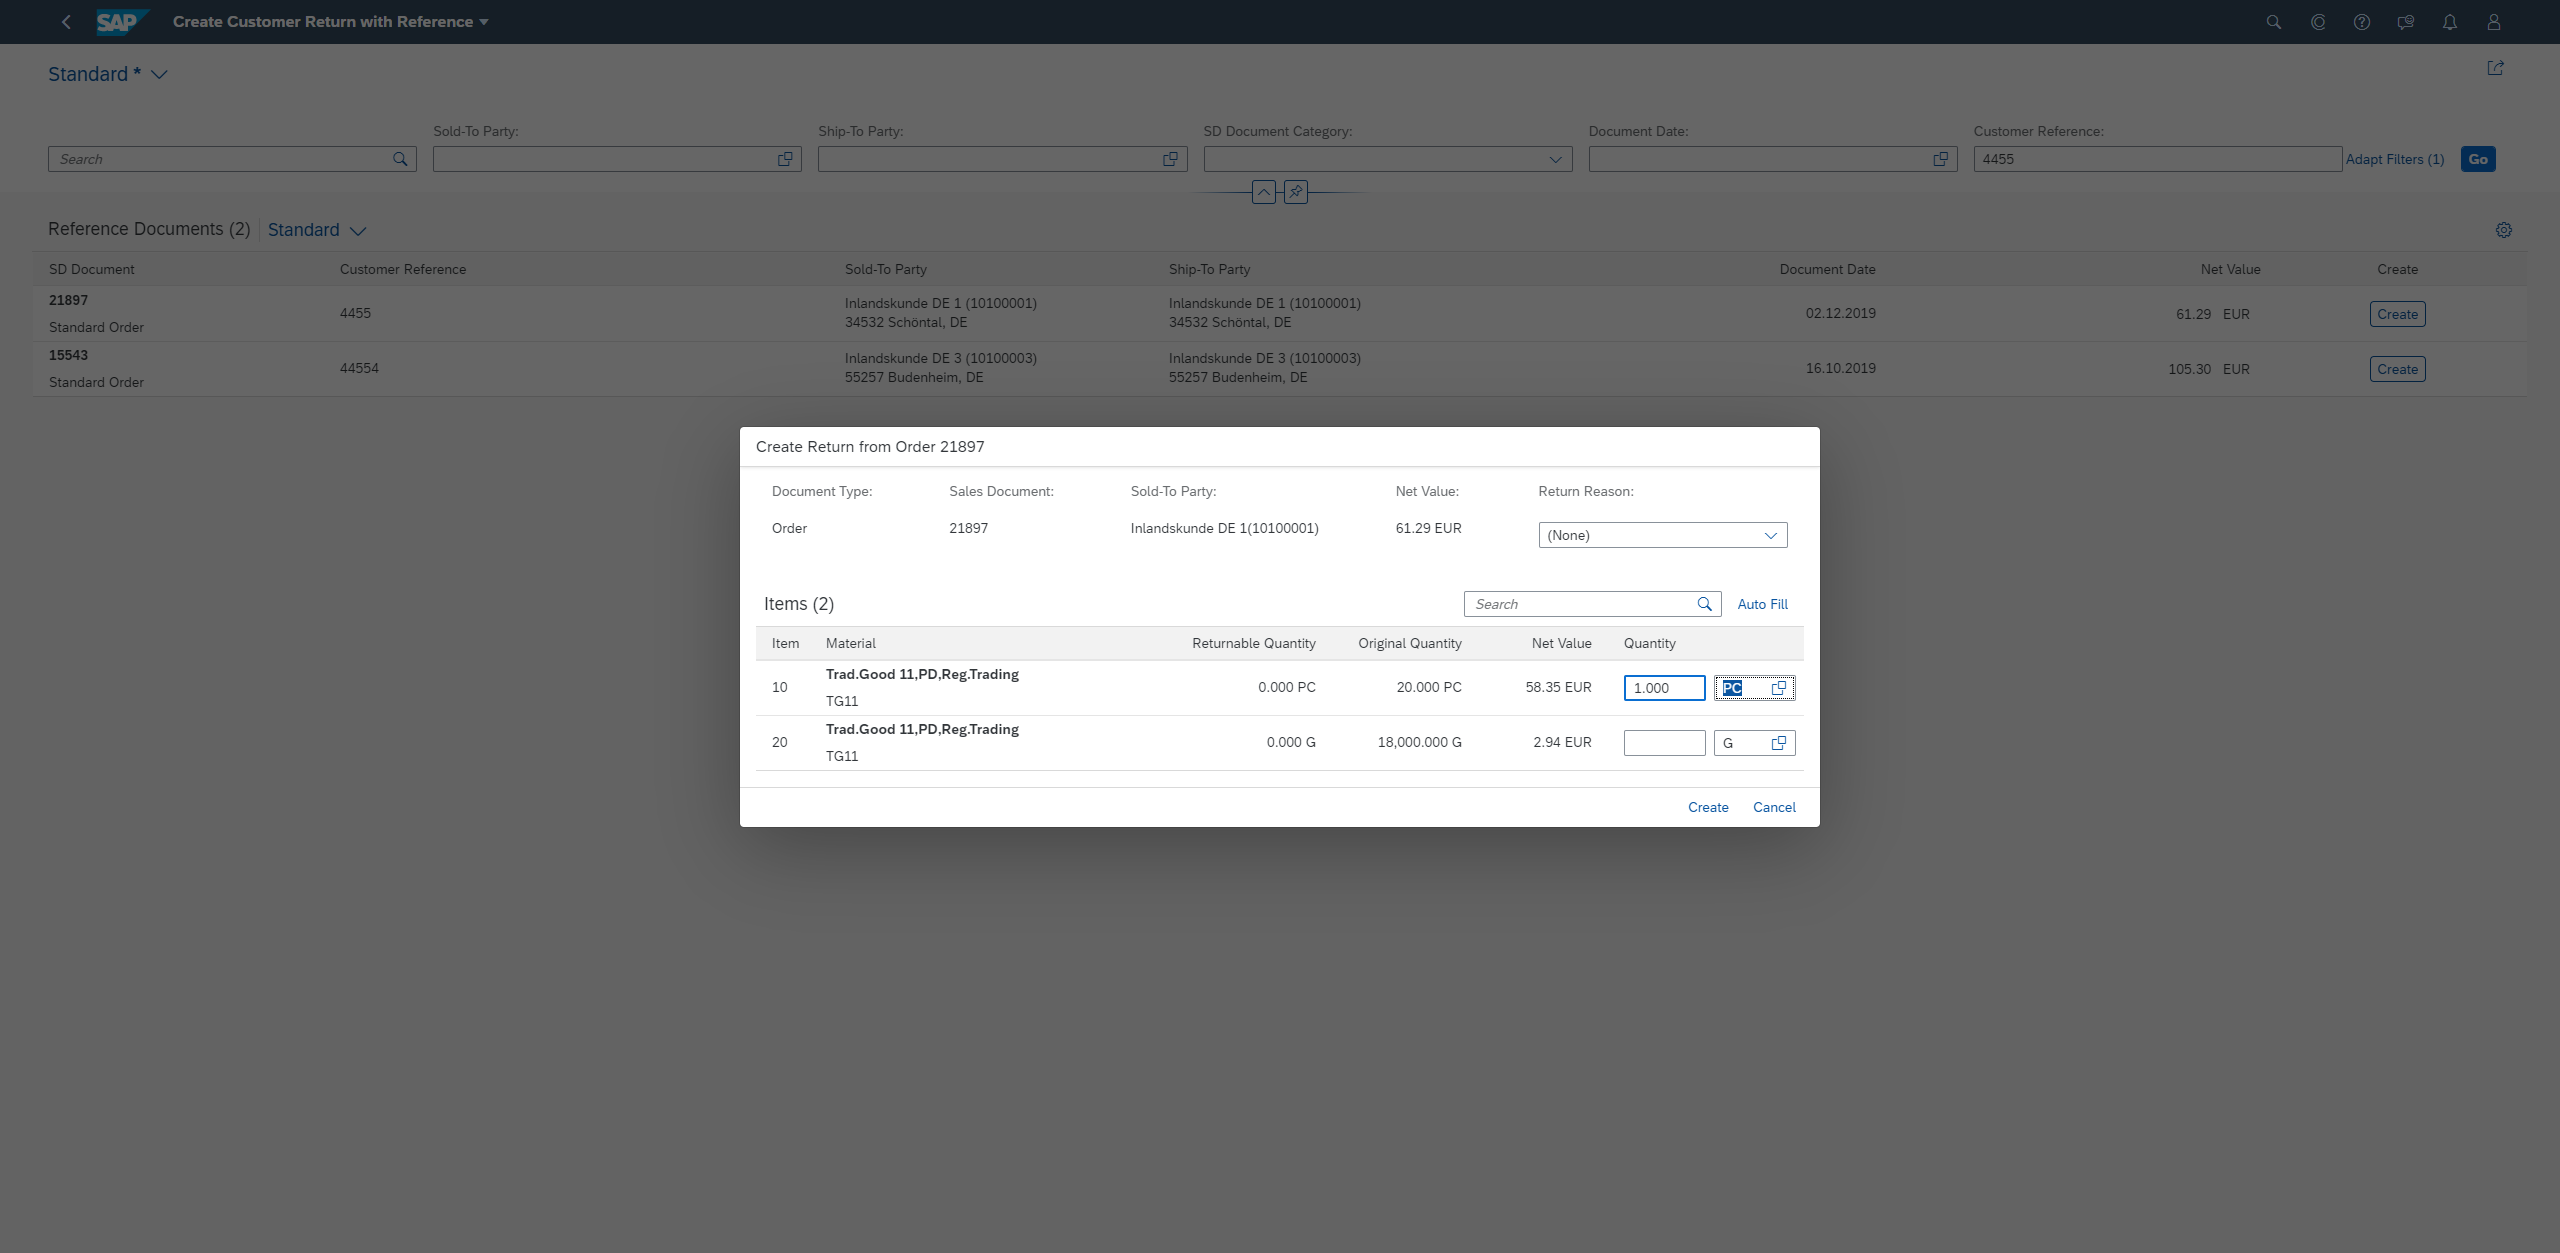 SAP Create Customer Return with Reference
Standard *
Sold-To Party: Ship-To Party: SD Document Category: Document Date: Customer Reference:
Search 4455 Adapt Filters (1) Go
Reference Documents (2) Standard
SD Document Customer Reference Sold-To Party Ship-To Party Document Date Net Value Create
21897 4455 Inlandskunde DE 1 (10100001) Inlandskunde DE 1 (10100001) 02.12.2019 61.29 EUR Create
Standard Order 34532 Schöntal, DE 34532 Schöntal, DE
15543 44554 Inlandskunde DE 3 (10100003) Inlandskunde DE 3 (10100003) 16.10.2019 105.30 EUR Create
Standard Order 55257 Budenheim, DE 55257 Budenheim, DE
Create Return from Order 21897
Document Type: Sales Document: Sold-To Party: Net Value: Return Reason:
Order 21897 Inlandskunde DE 1(10100001) 61.29 EUR (None)
Items (2) Search Auto Fill
Item Material Returnable Quantity Original Quantity Net Value Quantity
Trad.Good 11,PD,Reg.Trading
10 0.000 PC 20.000 PC 58.35 EUR 1.000 PC
TG11
Trad.Good 11,PD,Reg.Trading
20 0.000 G 18,000.000 G 2.94 EUR G
TG11
Create Cancel